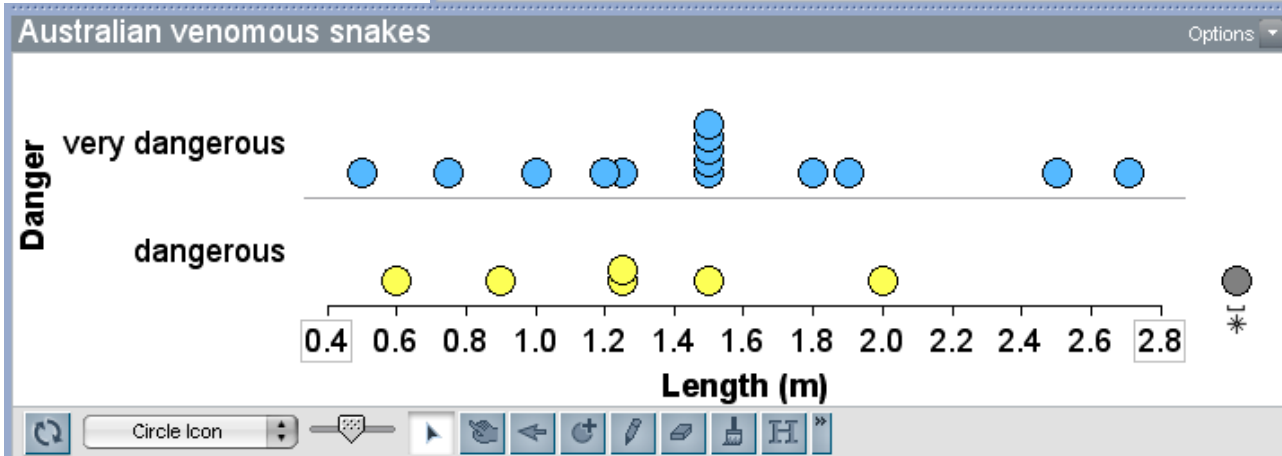 Australian venomous snakes
Options
Danger
very dangerous
dangerous
0.4 0.6 0.8 1.0 1.2 1.4 1.6 1.8 2.0 2.2 2.4 2.6 2.8
*
Length (m)
Circle Icon